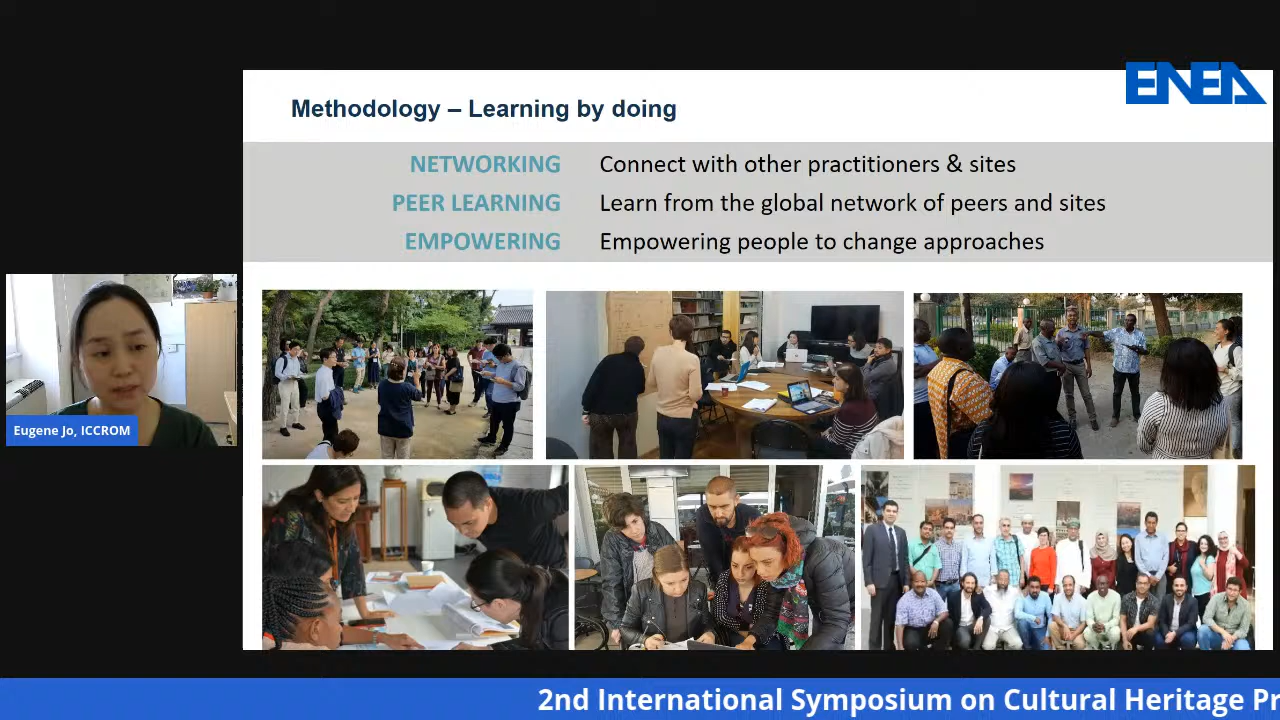 ENEA
Methodology – Learning by doing
NETWORKING Connect with other practitioners & sites
PEER LEARNING Learn from the global network of peers and sites
EMPOWERING Empowering people to change approaches
Eugene Jo, ICCROM
2nd International Symposium on Cultural Heritage Pr